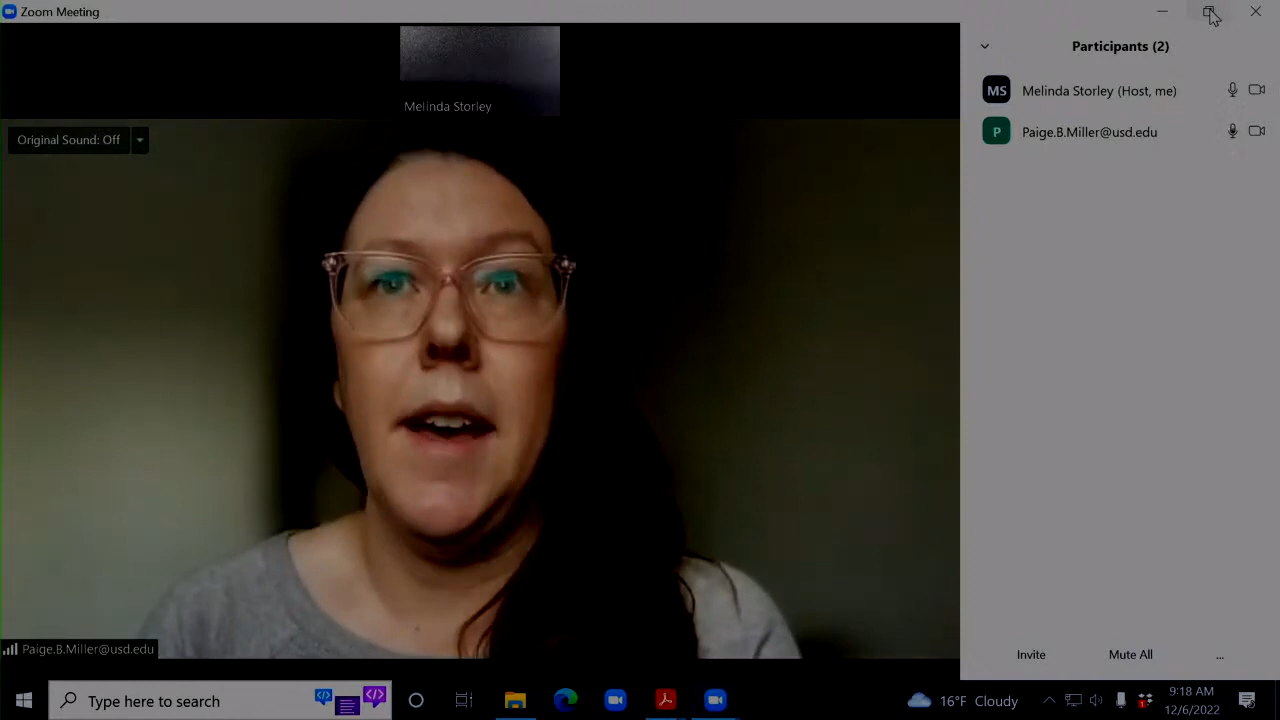 Zoom Meeting
Melinda Storley
Original Sound: Off
Paige.B.Miller@usd.edu
Participants (2)
MS Melinda Storley (Host, me)
P Paige.B.Miller@usd.edu
Invite Mute All ...
Type here to search
16°F Cloudy
9:18 AM
12/6/2022